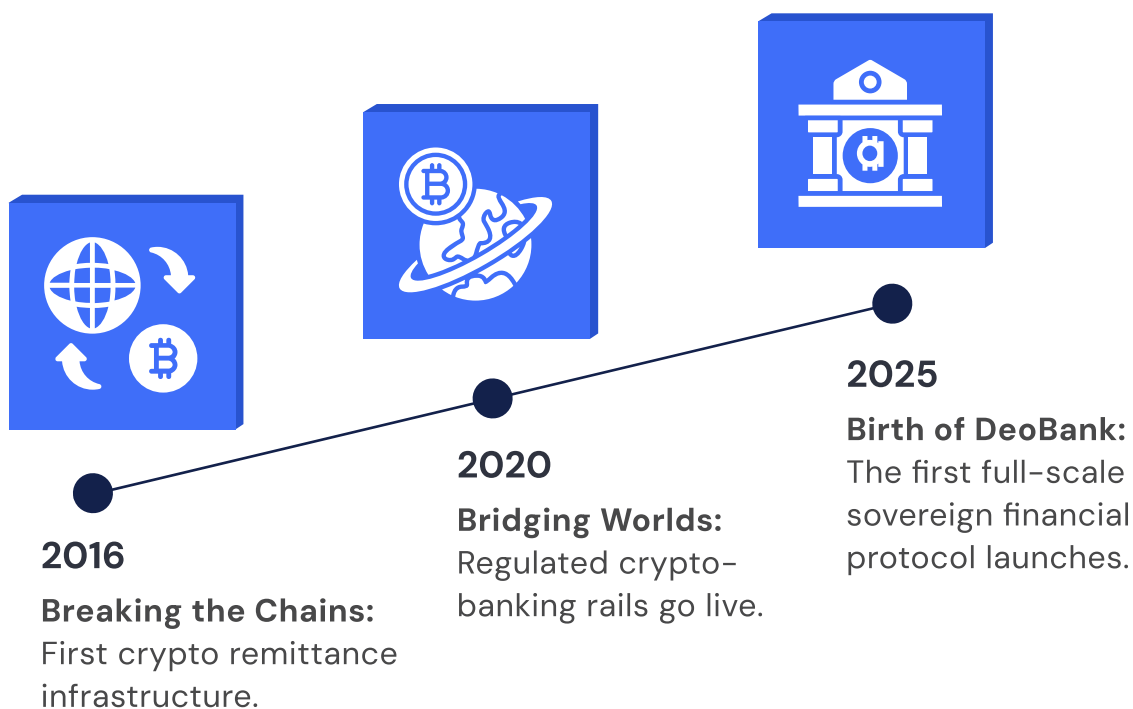 2016
Breaking the Chains:
First crypto remittance
infrastructure.
2020
Bridging Worlds:
Regulated crypto-
banking rails go live.
2025
Birth of DeoBank:
The first full-scale
sovereign financial
protocol launches.